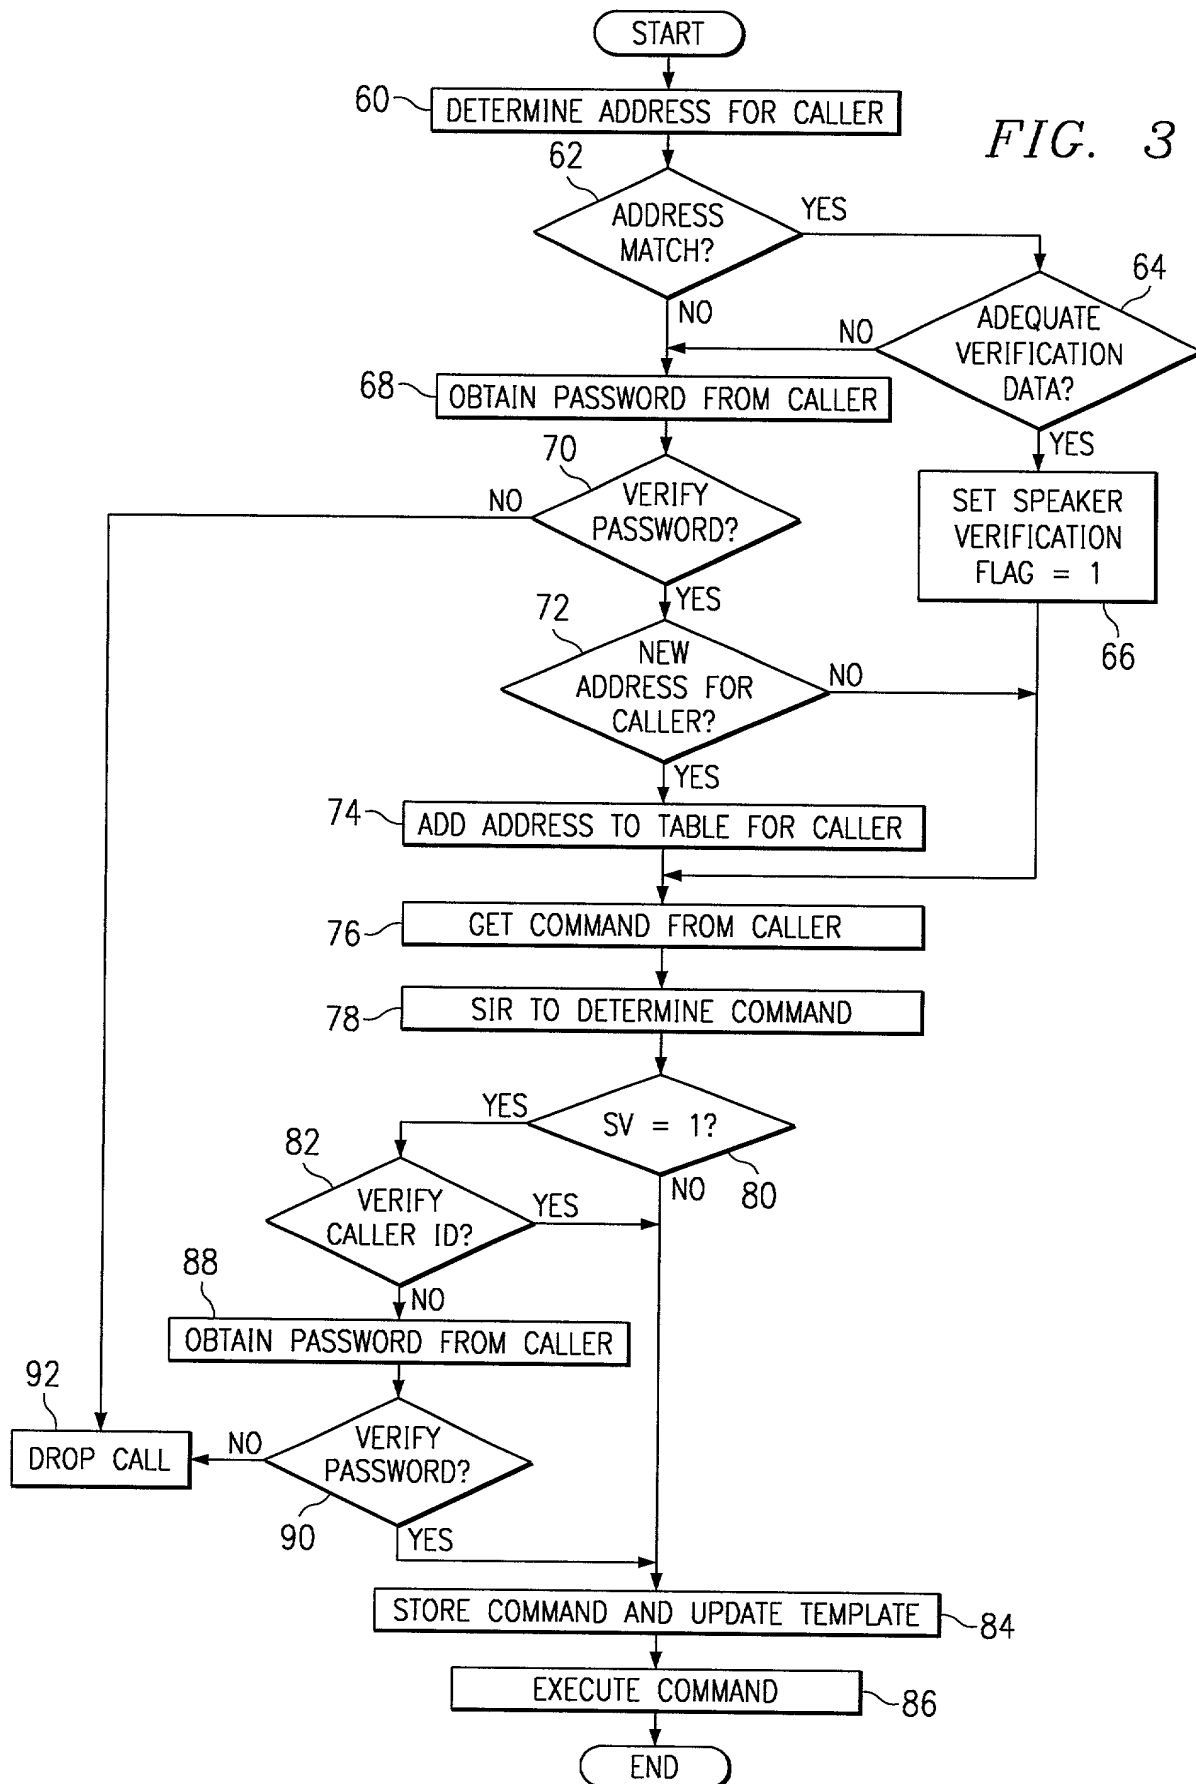 START
60
DETERMINE ADDRESS FOR CALLER
FIG. 3
62
ADDRESS
MATCH?
YES
NO
64
ADEQUATE
VERIFICATION
DATA?
NO
YES
68
OBTAIN PASSWORD FROM CALLER
70
VERIFY
PASSWORD?
NO
YES
SET SPEAKER
VERIFICATION
FLAG = 1
66
72
NEW
ADDRESS FOR
CALLER?
NO
YES
74
ADD ADDRESS TO TABLE FOR CALLER
76
GET COMMAND FROM CALLER
78
SIR TO DETERMINE COMMAND
SV = 1?
80
YES
NO
82
VERIFY
CALLER ID?
YES
NO
88
OBTAIN PASSWORD FROM CALLER
92
DROP CALL
NO
VERIFY
PASSWORD?
90
YES
STORE COMMAND AND UPDATE TEMPLATE
84
EXECUTE COMMAND
86
END